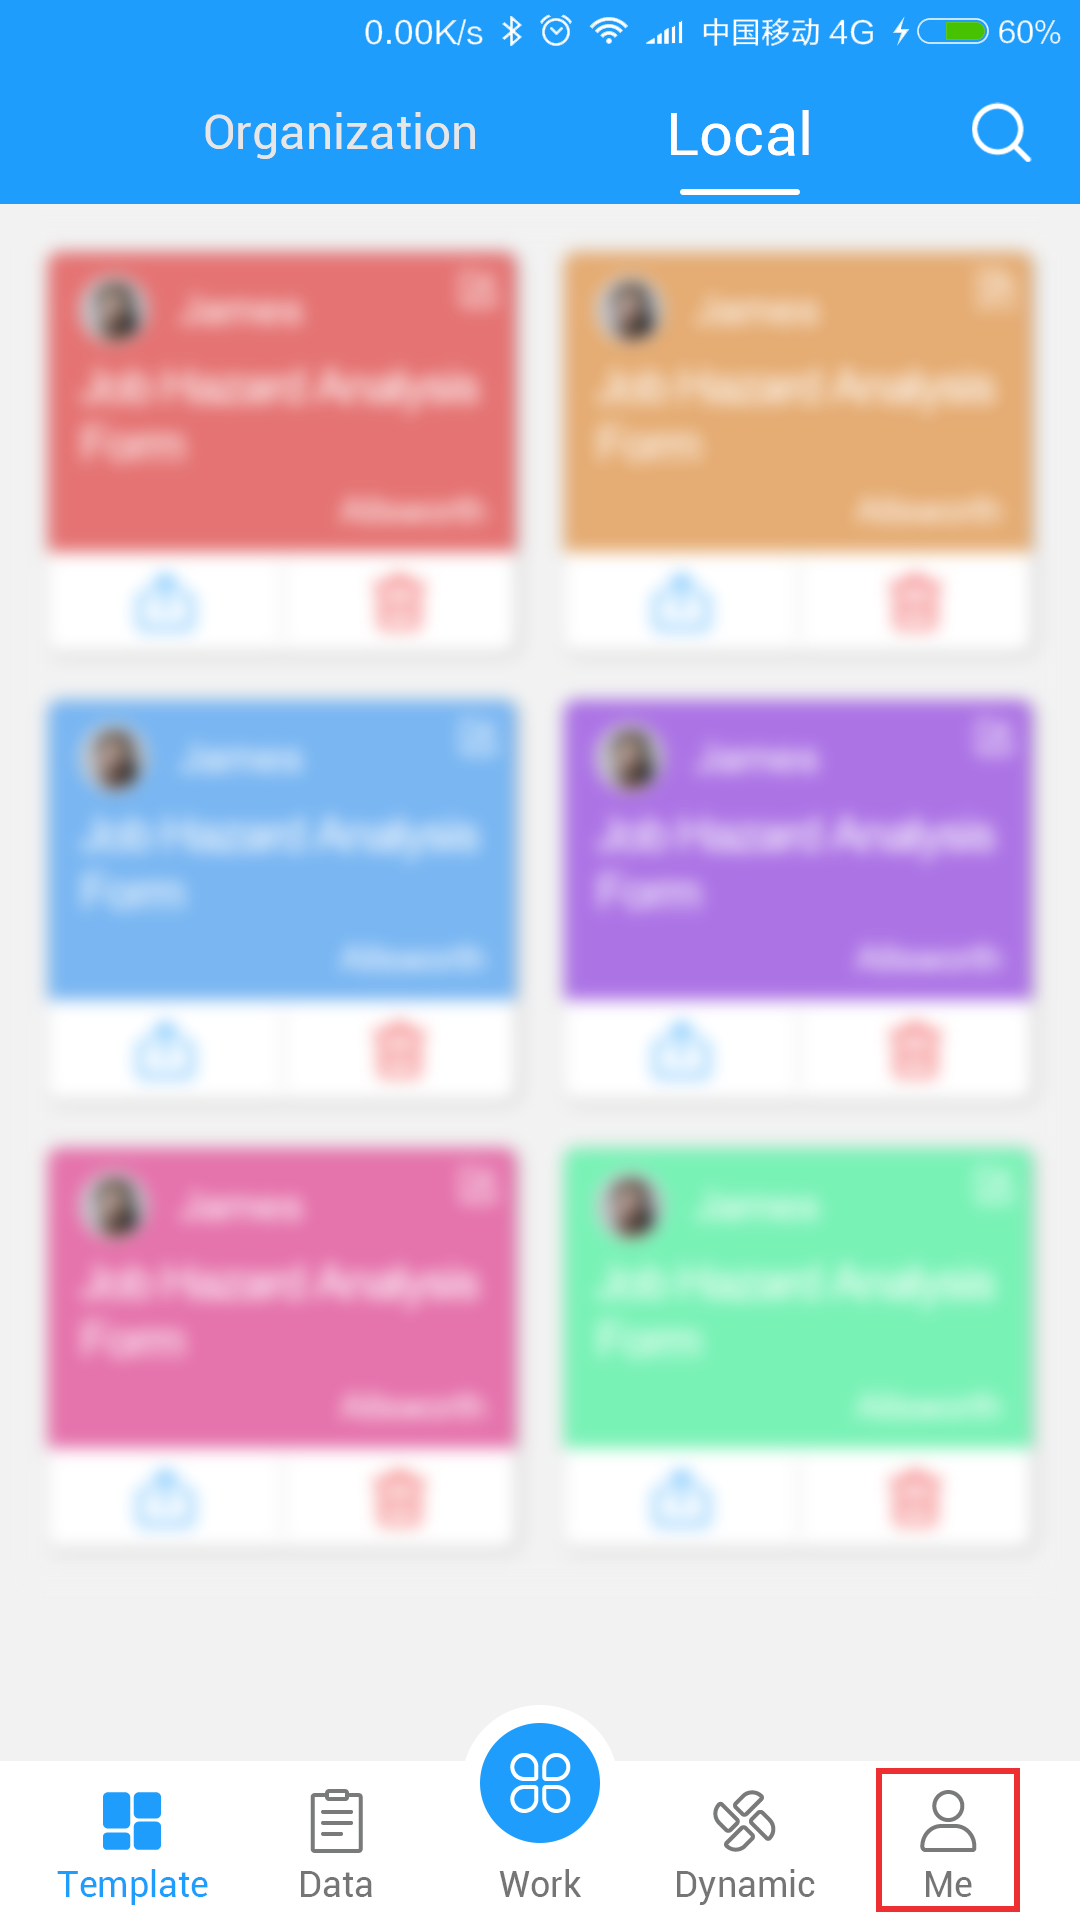 0.00K/s 中国移动 4G 60%
Organization Local
James James
Job Hazard Analysis Job Hazard Analysis
Form Form
James James
Job Hazard Analysis Job Hazard Analysis
Form Form
James James
Job Hazard Analysis Job Hazard Analysis
Form Form
Template Data Work Dynamic Me